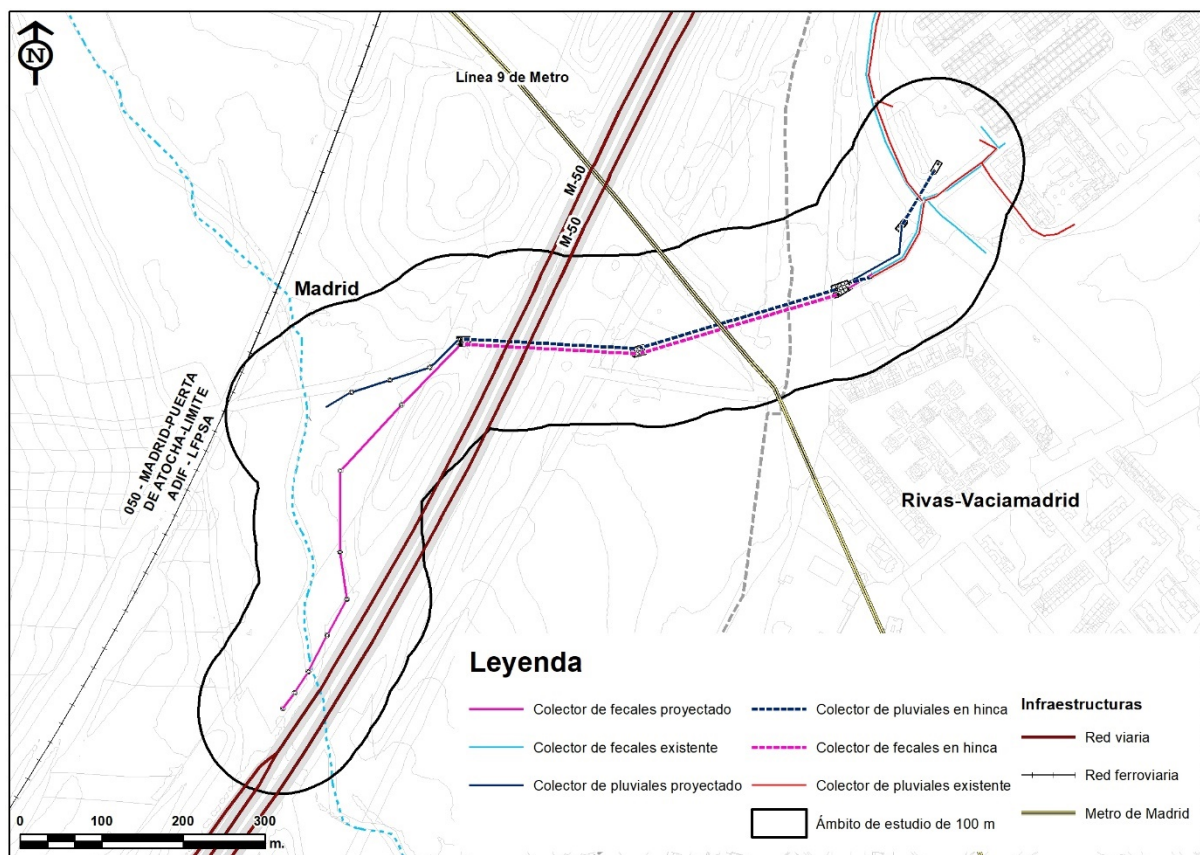 N
Línea 9 de Metro
M-50
M-50
Madrid
050 - MADRID-PUERTA
DE ATOCHA-LIMITE
ADIF - LFPSA
Rivas-Vaciamadrid
Leyenda
Colector de fecales proyectado
Colector de fecales existente
Colector de pluviales proyectado
Colector de pluviales en hinca
Colector de fecales en hinca
Colector de pluviales existente
Ámbito de estudio de 100 m
Infraestructuras
Red viaria
Red ferroviaria
Metro de Madrid
0 100 200 300
m.